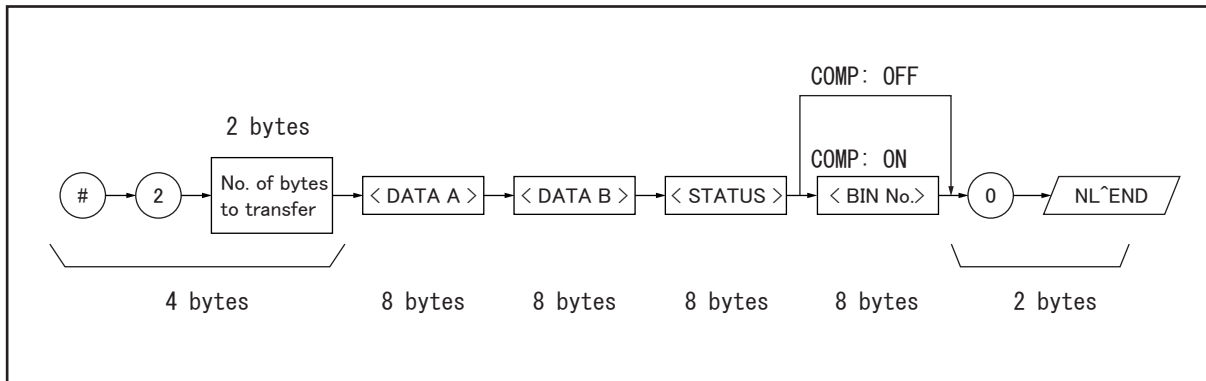 COMP: OFF
2 bytes
COMP: ON
# 2 No. of bytes to transfer < DATA A > < DATA B > < STATUS > < BIN No.> 0 NL^END
4 bytes 8 bytes 8 bytes 8 bytes 8 bytes 2 bytes